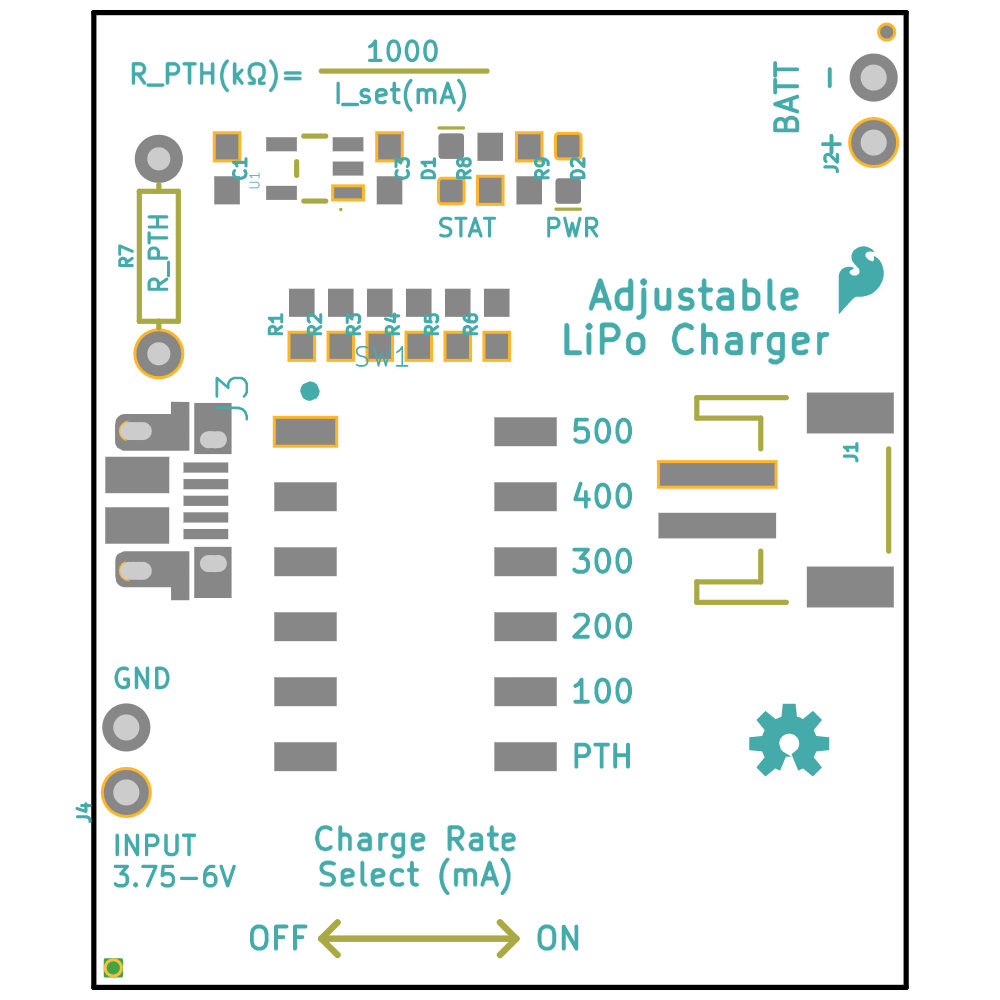 1000
R_PTH(kΩ)=
I_set(mA)
BATT
-
+
J2
C1
U1
C3
D1
R8
R9
D2
STAT
PWR
R7
R_PTH
Adjustable
LiPo Charger
R1
R2
R3
R4
R5
R6
SW1
J3
J1
500
400
300
200
100
PTH
GND
J4
INPUT
3.75-6V
Charge Rate
Select (mA)
OFF
ON